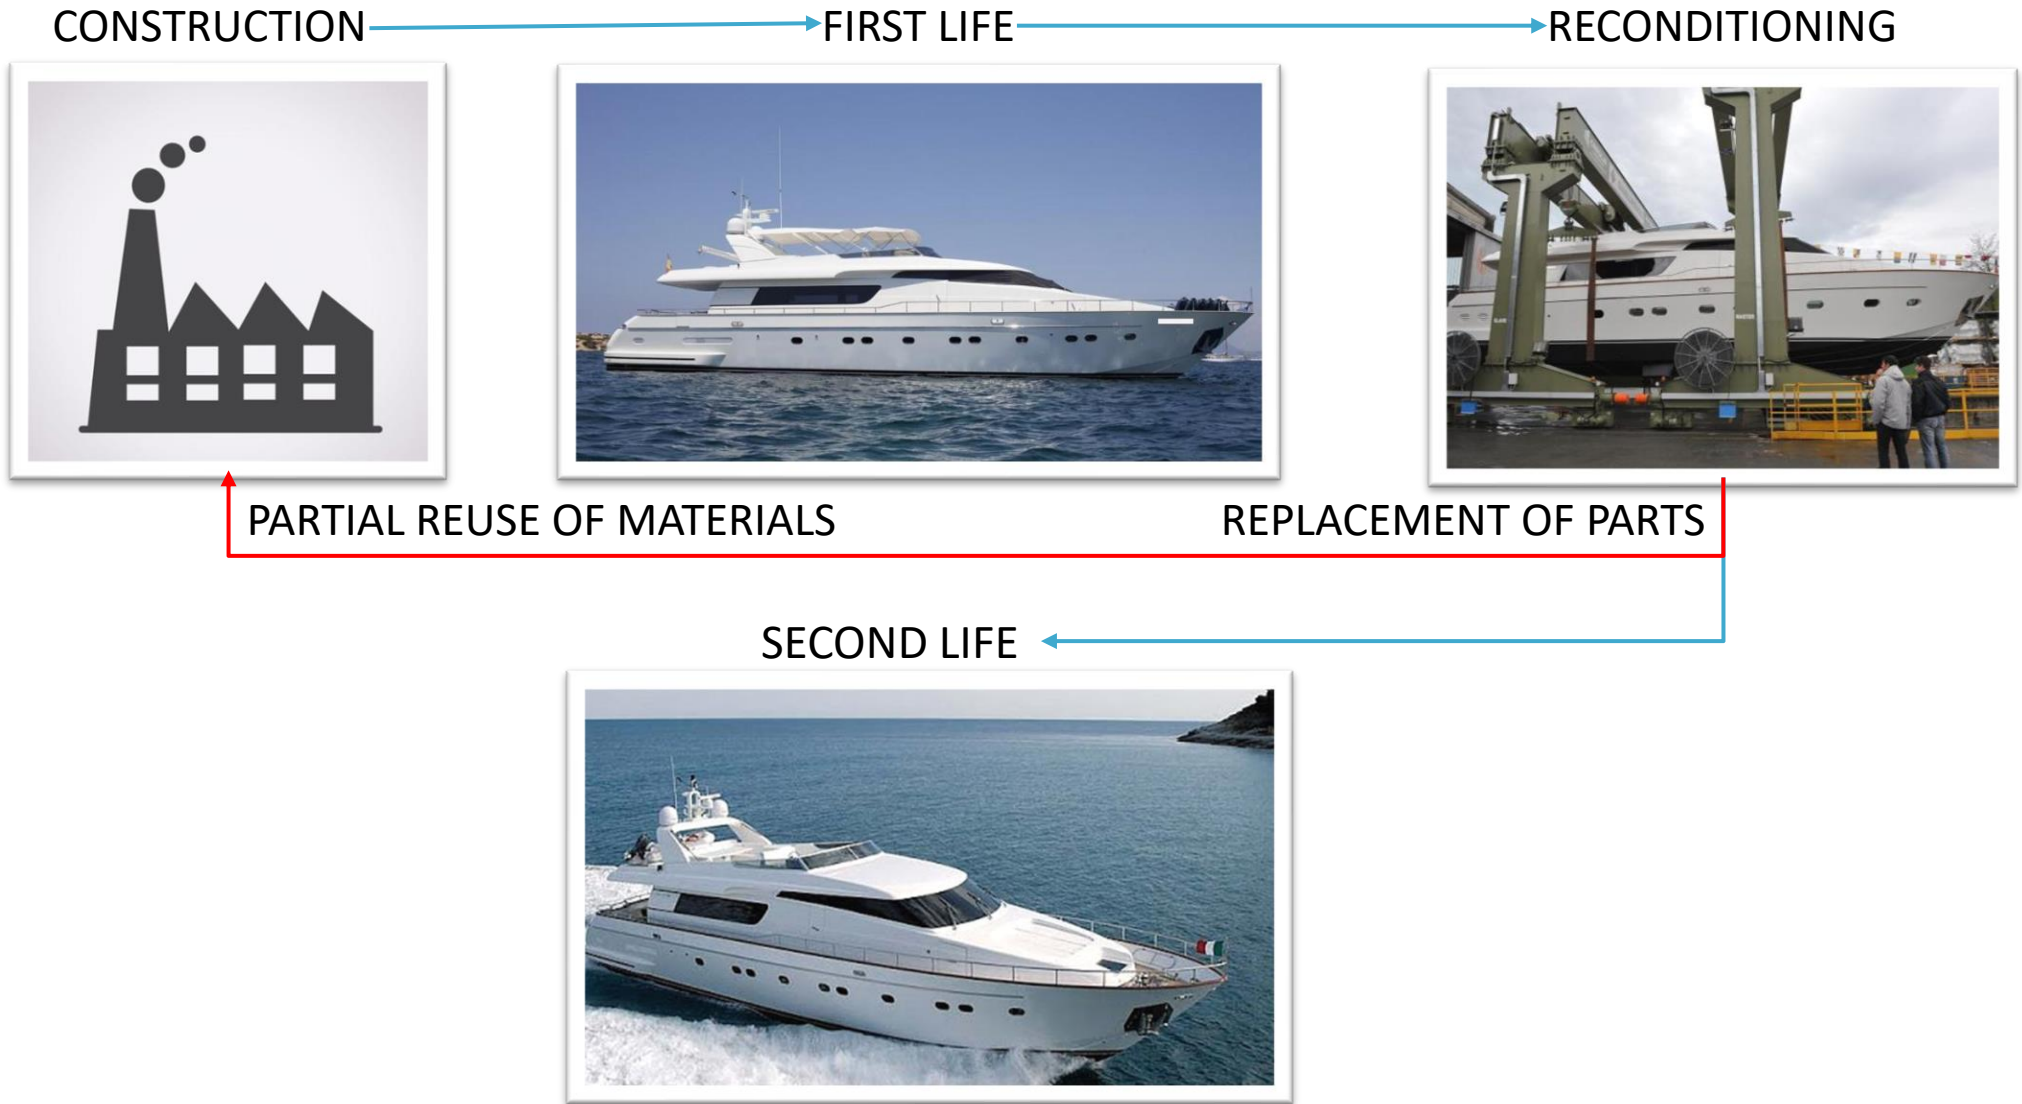 CONSTRUCTION
FIRST LIFE
RECONDITIONING
PARTIAL REUSE OF MATERIALS
REPLACEMENT OF PARTS
SECOND LIFE